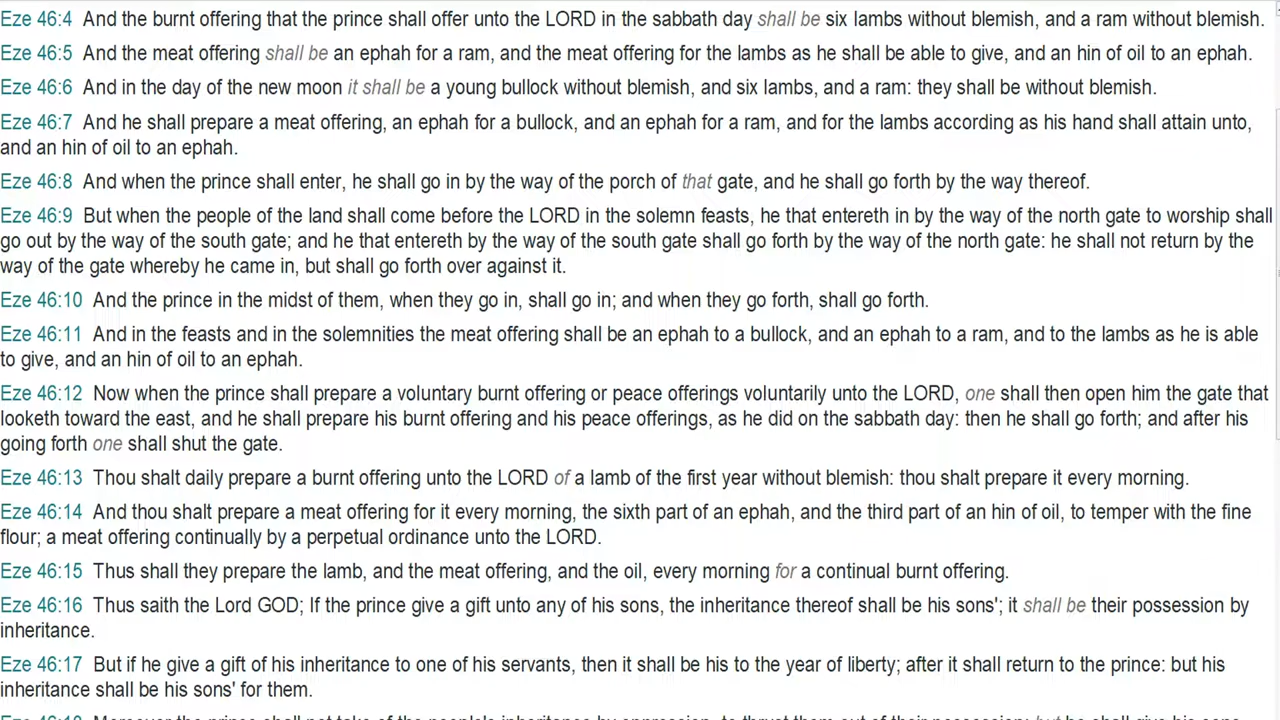 Eze 46:4 And the burnt offering that the prince shall offer unto the LORD in the sabbath day shall be six lambs without blemish, and a ram without blemish.
Eze 46:5 And the meat offering shall be an ephah for a ram, and the meat offering for the lambs as he shall be able to give, and an hin of oil to an ephah.
Eze 46:6 And in the day of the new moon it shall be a young bullock without blemish, and six lambs, and a ram: they shall be without blemish.
Eze 46:7 And he shall prepare a meat offering, an ephah for a bullock, and an ephah for a ram, and for the lambs according as his hand shall attain unto,
and an hin of oil to an ephah.
Eze 46:8 And when the prince shall enter, he shall go in by the way of the porch of that gate, and he shall go forth by the way thereof.
Eze 46:9 But when the people of the land shall come before the LORD in the solemn feasts, he that entereth in by the way of the north gate to worship shall
go out by the way of the south gate; and he that entereth by the way of the south gate shall go forth by the way of the north gate: he shall not return by the
way of the gate whereby he came in, but shall go forth over against it.
Eze 46:10 And the prince in the midst of them, when they go in, shall go in; and when they go forth, shall go forth.
Eze 46:11 And in the feasts and in the solemnities the meat offering shall be an ephah to a bullock, and an ephah to a ram, and to the lambs as he is able
to give, and an hin of oil to an ephah.
Eze 46:12 Now when the prince shall prepare a voluntary burnt offering or peace offerings voluntarily unto the LORD, one shall then open him the gate that
looketh toward the east, and he shall prepare his burnt offering and his peace offerings, as he did on the sabbath day: then he shall go forth; and after his
going forth one shall shut the gate.
Eze 46:13 Thou shalt daily prepare a burnt offering unto the LORD of a lamb of the first year without blemish: thou shalt prepare it every morning.
Eze 46:14 And thou shalt prepare a meat offering for it every morning, the sixth part of an ephah, and the third part of an hin of oil, to temper with the fine
flour; a meat offering continually by a perpetual ordinance unto the LORD.
Eze 46:15 Thus shall they prepare the lamb, and the meat offering, and the oil, every morning for a continual burnt offering.
Eze 46:16 Thus saith the Lord GOD; If the prince give a gift unto any of his sons, the inheritance thereof shall be his sons'; it shall be their possession by
inheritance.
Eze 46:17 But if he give a gift of his inheritance to one of his servants, then it shall be his to the year of liberty; after it shall return to the prince: but his
inheritance shall be his sons' for them.